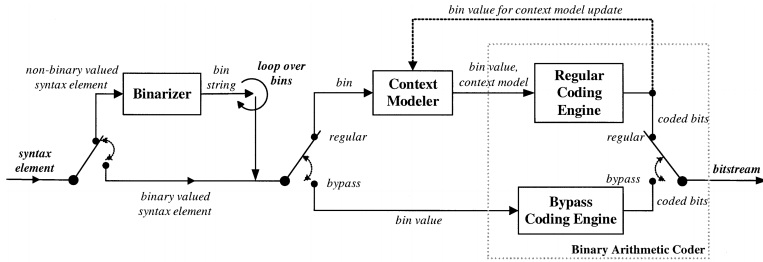 bin value for context model update
non-binary valued
syntax element
bin
string
loop over
bins
Binarizer
bin
Context
Modeler
bin value,
context model
Regular
Coding
Engine
coded bits
regular
regular
syntax
element
binary valued
syntax element
bypass
bin value
Bypass
Coding Engine
bypass
coded bits
bitstream
Binary Arithmetic Coder